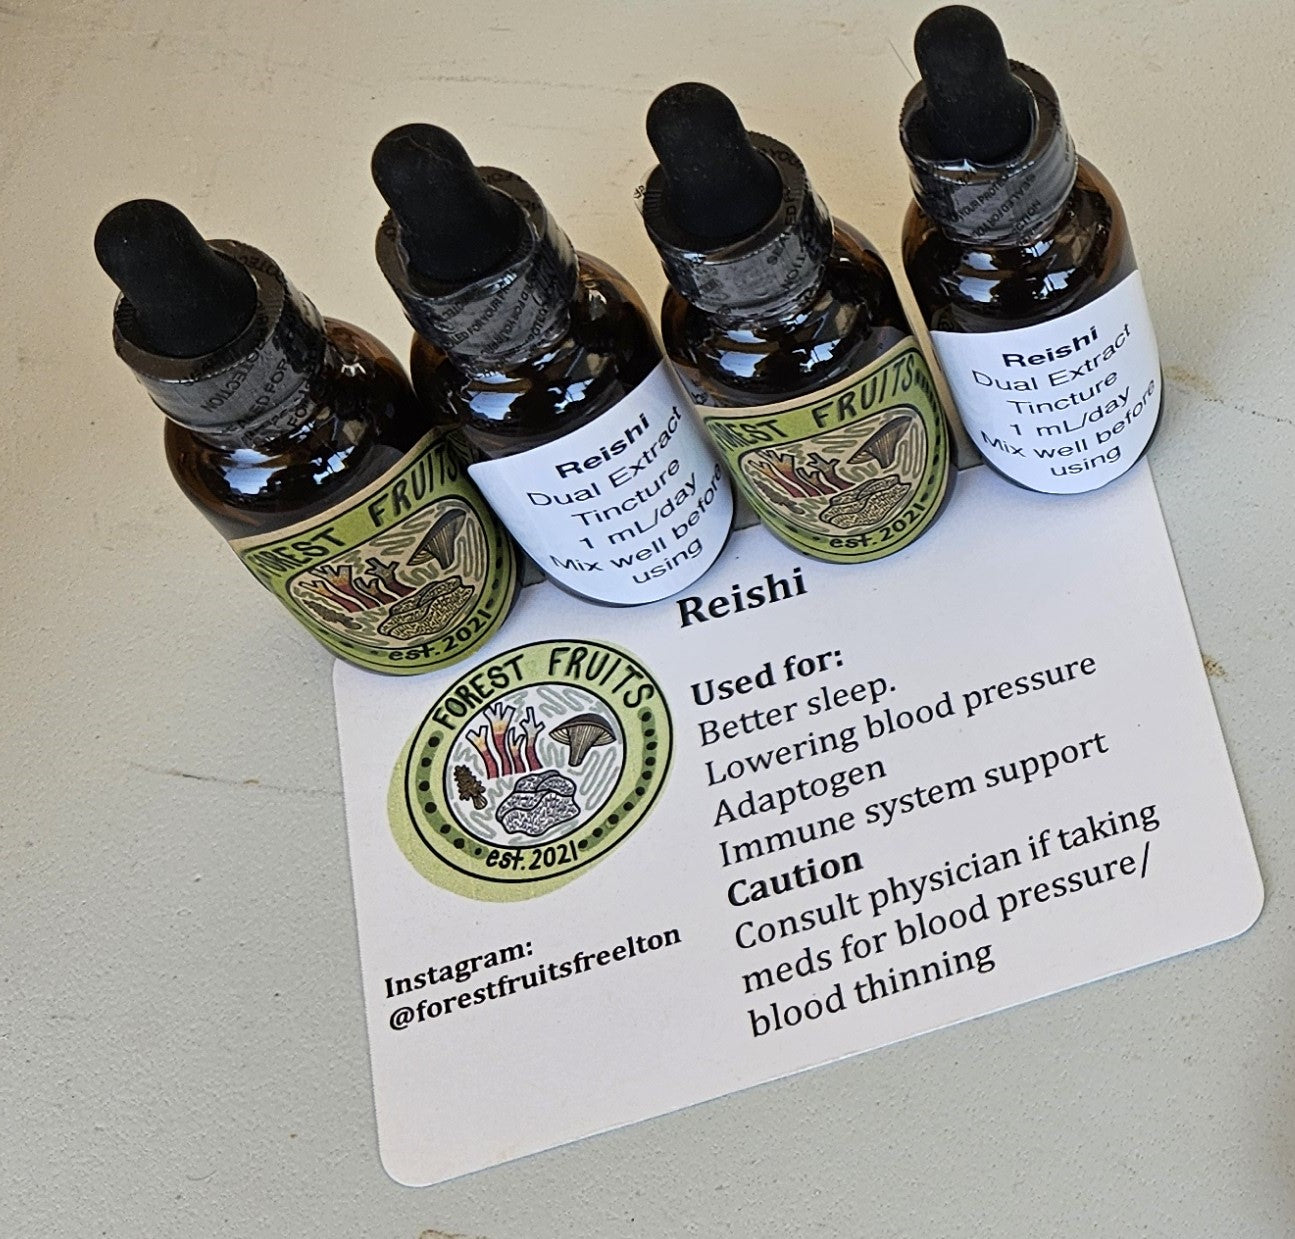 FOREST FRUITS
est. 2021
Reishi
Dual Extract
Tincture
1 mL/day
Mix well before
using
FOREST FRUITS
est. 2021
Reishi
Dual Extract
Tincture
1 mL/day
Mix well before
using
Reishi
Used for:
Better sleep.
Lowering blood pressure
Adaptogen
Immune system support
Caution
Consult physician if taking
meds for blood pressure/
blood thinning
FOREST FRUITS
est. 2021
Instagram:
@forestfruitsfreelton